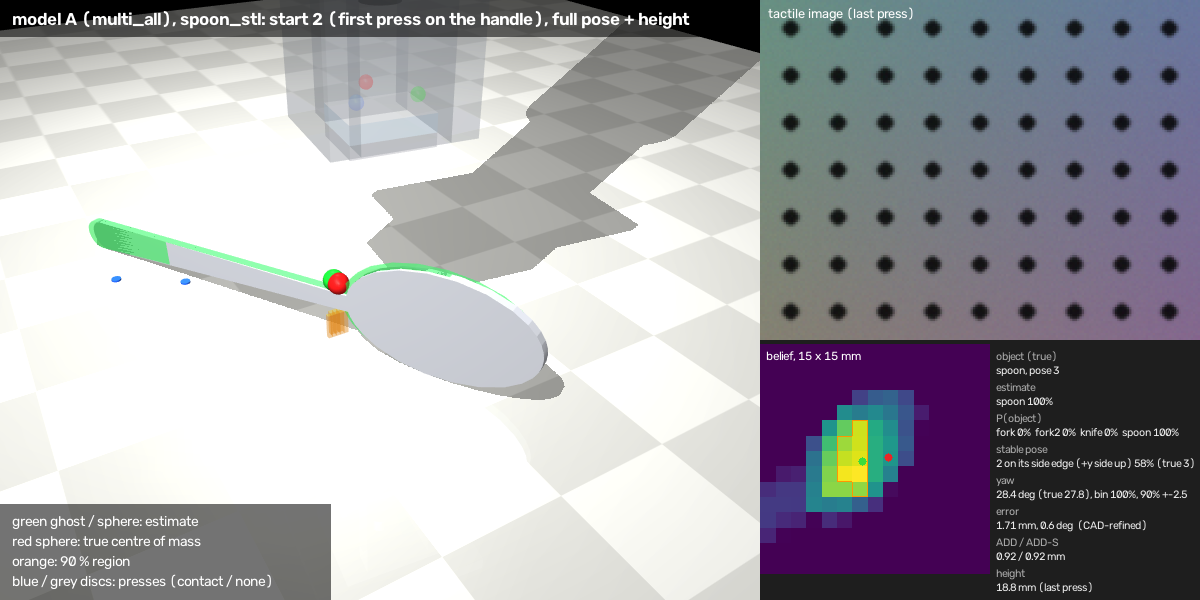 model A (multi_all), spoon_stl: start 2 (first press on the handle), full pose + height
tactile image (last press)
green ghost / sphere: estimate
red sphere: true centre of mass
orange: 90 % region
blue / grey discs: presses (contact / none)
belief, 15 x 15 mm
object (true)
spoon, pose 3
estimate
spoon 100%
P(object)
fork 0% fork2 0% knife 0% spoon 100%
stable pose
2 on its side edge (+y side up) 58% (true 3)
yaw
28.4 deg (true 27.8), bin 100%, 90% +-2.5
error
1.71 mm, 0.6 deg (CAD-refined)
ADD / ADD-S
0.92 / 0.92 mm
height
18.8 mm (last press)